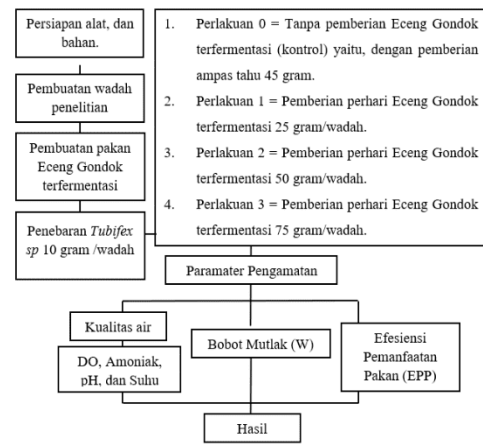 Persiapan alat, dan
bahan.
Pembuatan wadah
penelitian
Pembuatan pakan
Eceng Gondok
terfermentasi
Penebaran Tubifex
sp 10 gram /wadah
1. Perlakuan 0 = Tanpa pemberian Eceng Gondok
terfermentasi (kontrol) yaitu, dengan pemberian
ampas tahu 45 gram.
2. Perlakuan 1 = Pemberian perhari Eceng Gondok
terfermentasi 25 gram/wadah.
3. Perlakuan 2 = Pemberian perhari Eceng Gondok
terfermentasi 50 gram/wadah.
4. Perlakuan 3 = Pemberian perhari Eceng Gondok
terfermentasi 75 gram/wadah.
Paramater Pengamatan
Kualitas air
DO, Amoniak,
pH, dan Suhu
Bobot Mutlak (W)
Efesiensi
Pemanfaatan
Pakan (EPP)
Hasil